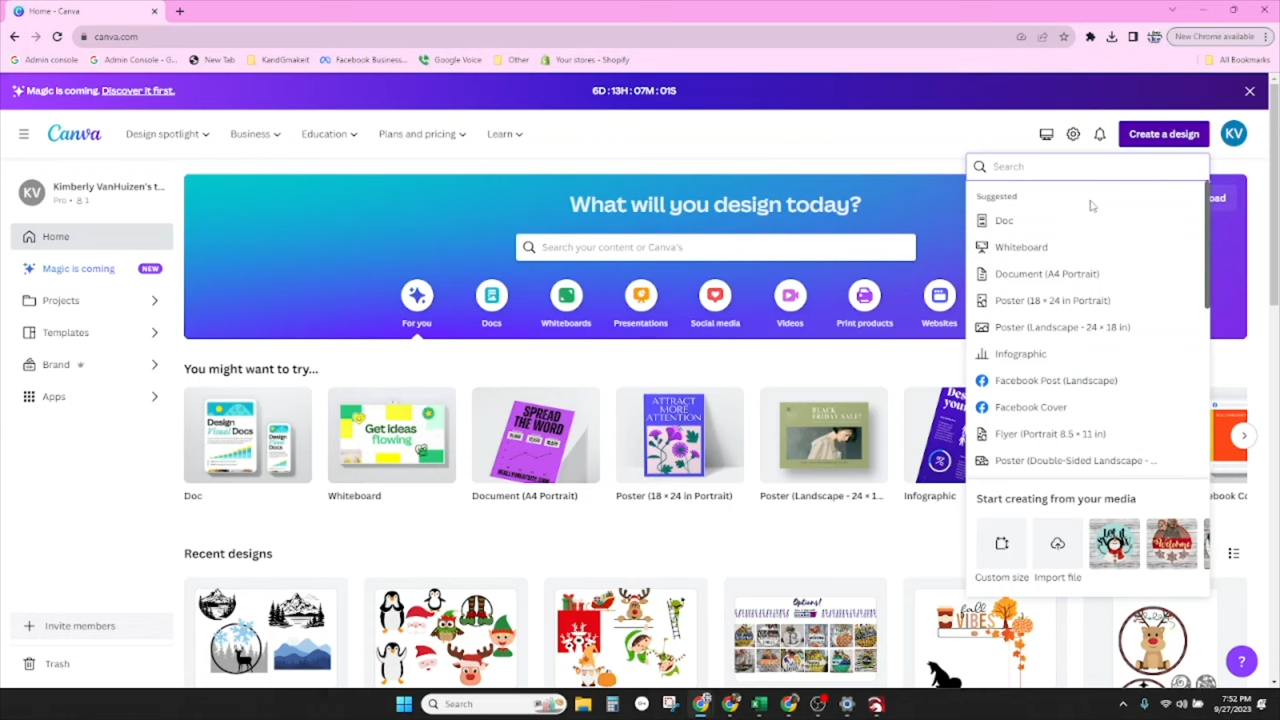 Home - Canva
canva.com
New Chrome available
Admin console
Admin Console - G...
New Tab
KandGmakeit
Facebook Business...
Google Voice
Other
Your stores - Shopify
All Bookmarks
Magic is coming. Discover it first.
6D : 13H : 07M : 01S
Canva
Design spotlight
Business
Education
Plans and pricing
Learn
Create a design
KV
KV
Kimberly VanHuizen's t...
Pro • 1
Home
Magic is coming
NEW
Projects
Templates
Brand
Apps
Invite members
Trash
What will you design today?
Search your content or Canva's
For you
Docs
Whiteboards
Presentations
Social media
Videos
Print products
Websites
You might want to try...
Design Visual Docs
Get ideas flowing
SPREAD THE WORD
ATTRACT MORE ATTENTION
BLACK FRIDAY SALE!
Doc
Whiteboard
Document (A4 Portrait)
Poster (18 × 24 in Portrait)
Poster (Landscape - 24 × 1...
Infographic
Recent designs
Options!
FALL VIBES
Search
Suggested
Doc
Whiteboard
Document (A4 Portrait)
Poster (18 × 24 in Portrait)
Poster (Landscape - 24 × 18 in)
Infographic
Facebook Post (Landscape)
Facebook Cover
Flyer (Portrait 8.5 × 11 in)
Poster (Double-Sided Landscape - ...
Start creating from your media
Welcome
Custom size
Import file
?
Search
7:52 PM
9/27/2023